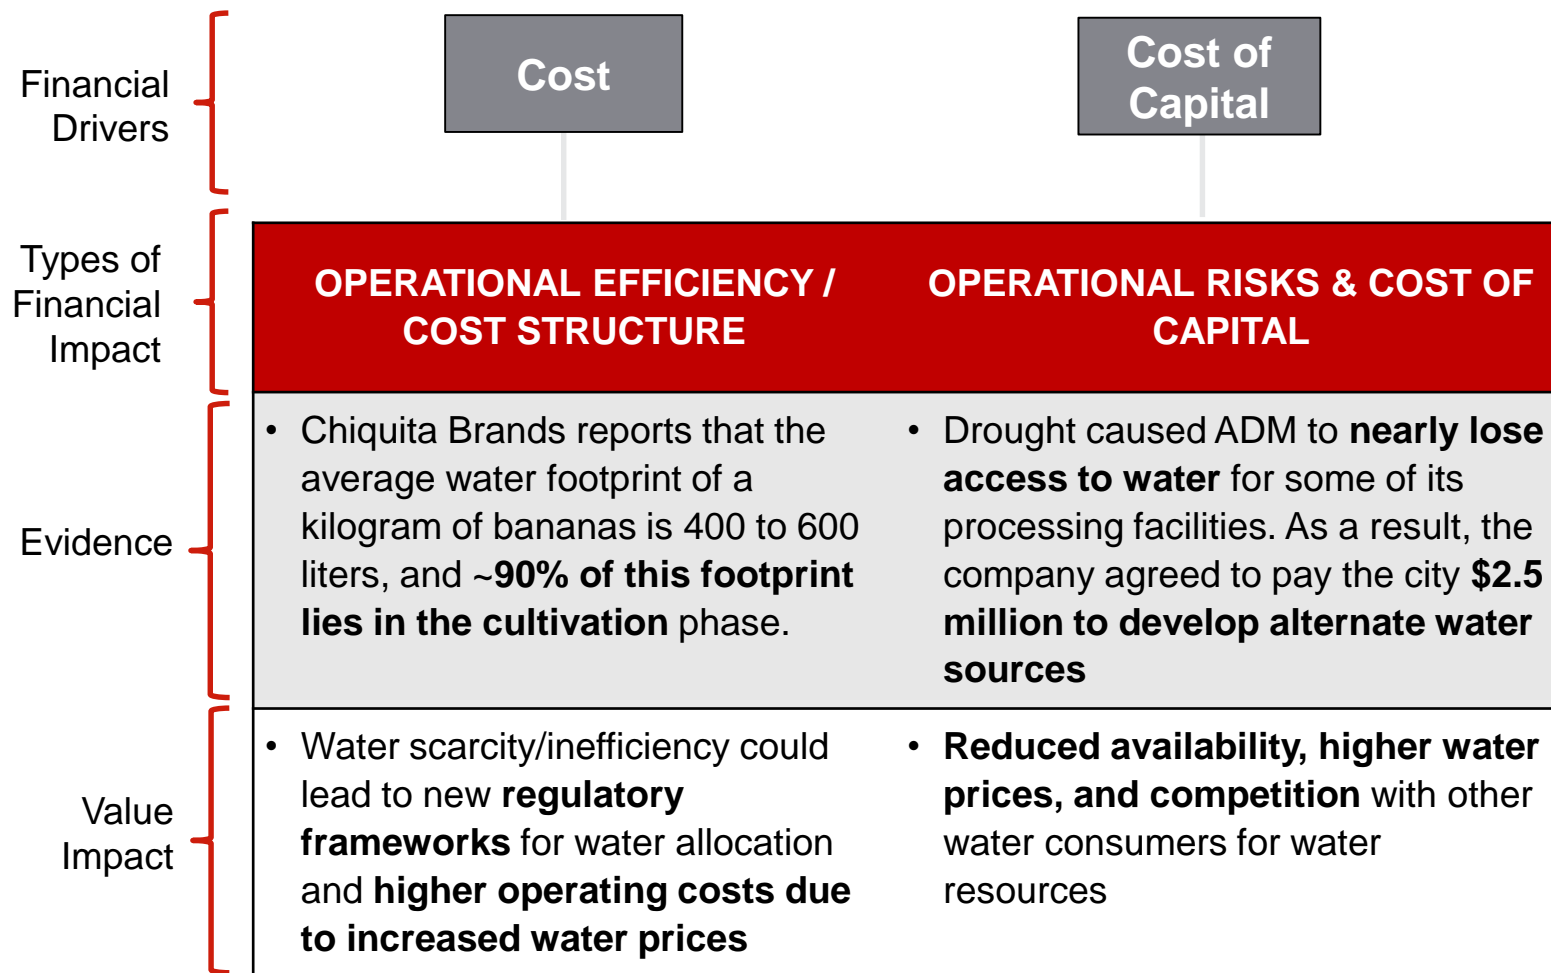 Financial
Drivers
Cost
Cost of
Capital
Types of
Financial
Impact
OPERATIONAL EFFICIENCY /
COST STRUCTURE
OPERATIONAL RISKS & COST OF
CAPITAL
Evidence
• Chiquita Brands reports that the
average water footprint of a
kilogram of bananas is 400 to 600
liters, and ~90% of this footprint
lies in the cultivation phase.
• Drought caused ADM to nearly lose
access to water for some of its
processing facilities. As a result, the
company agreed to pay the city $2.5
million to develop alternate water
sources
Value
Impact
• Water scarcity/inefficiency could
lead to new regulatory
frameworks for water allocation
and higher operating costs due
to increased water prices
• Reduced availability, higher water
prices, and competition with other
water consumers for water
resources